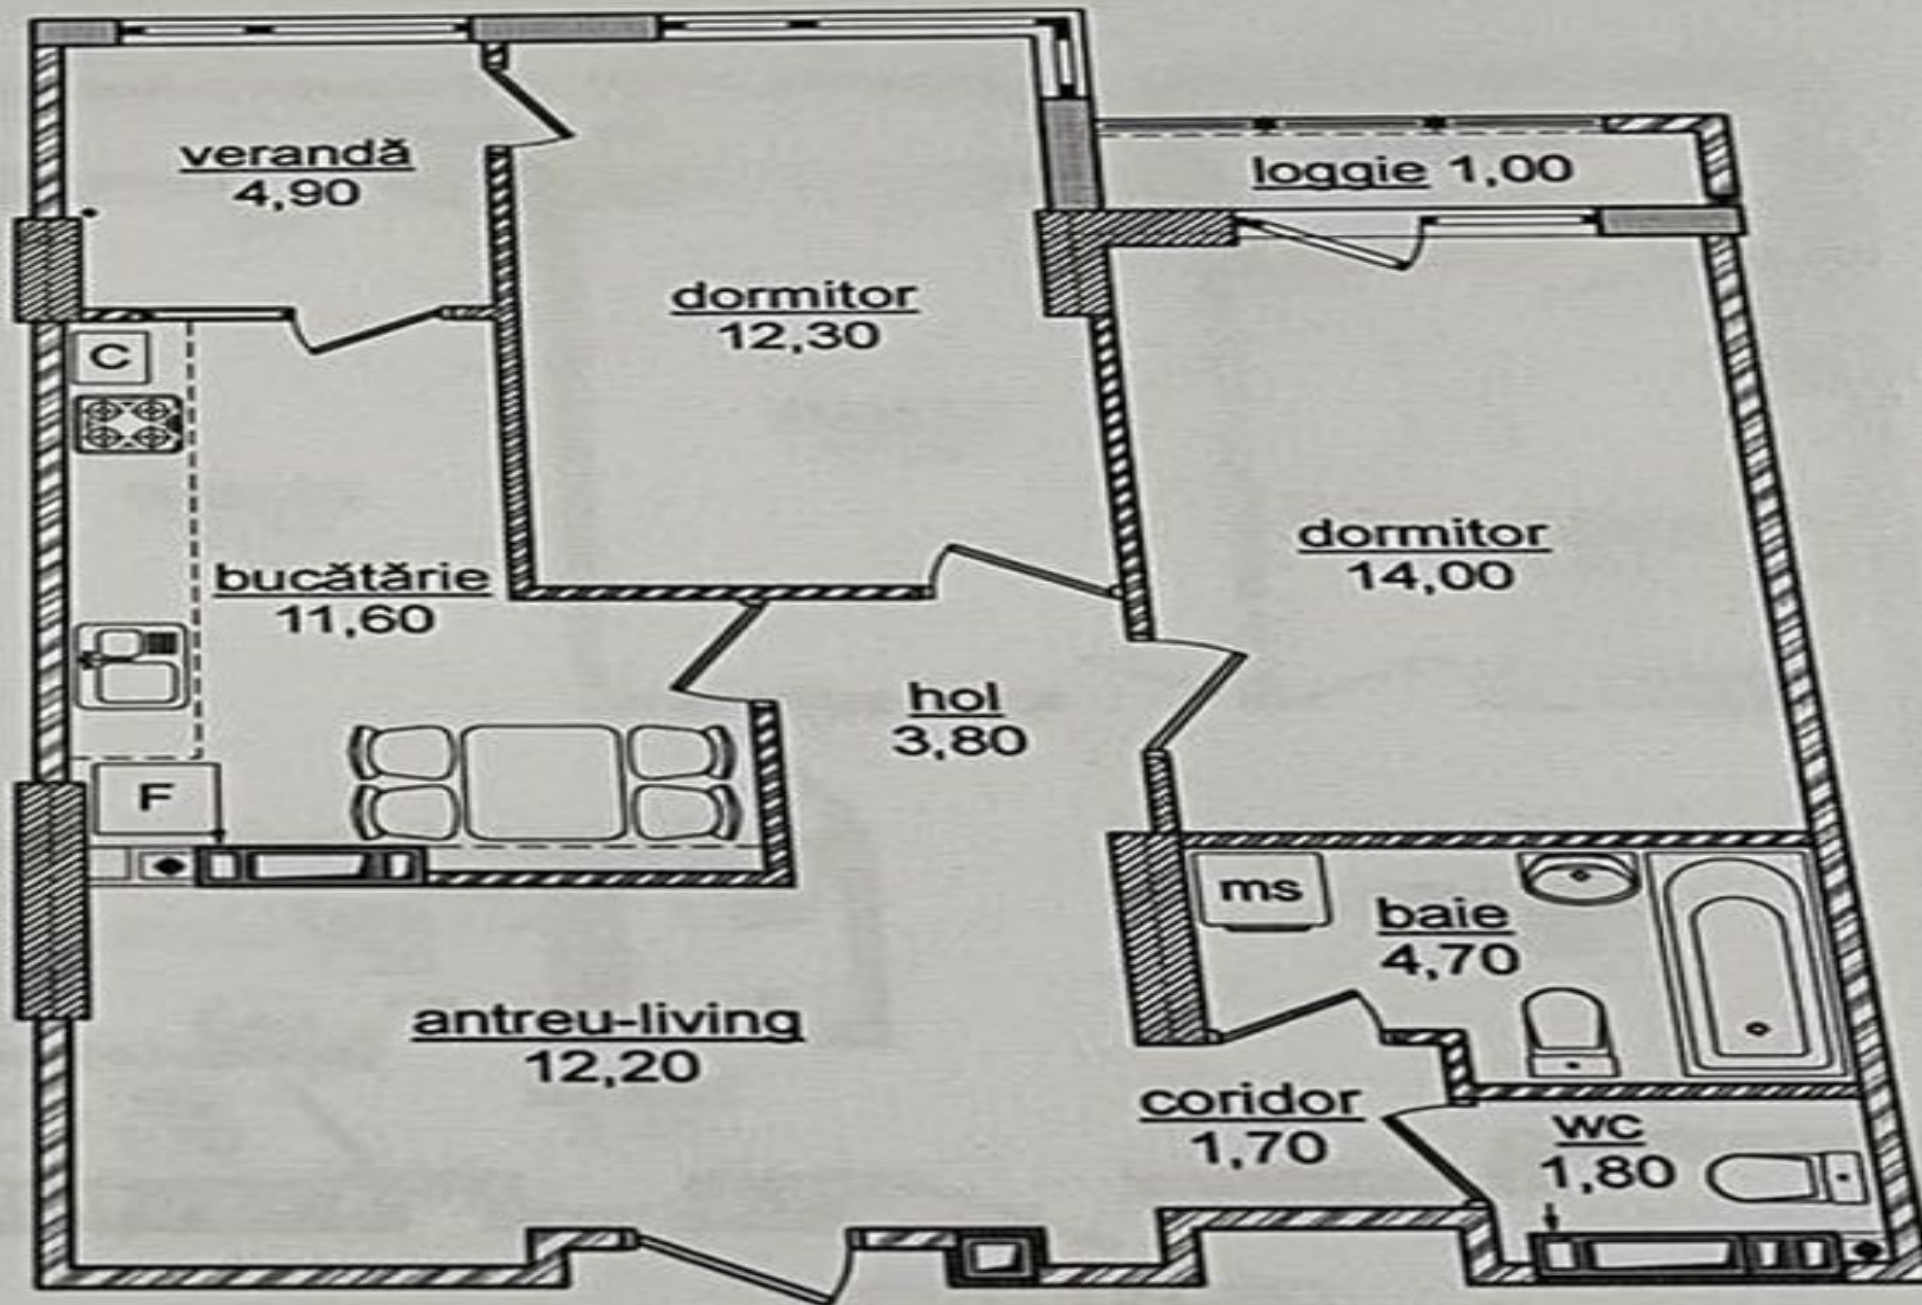 verandă
4,90
loggie 1,00
dormitor
12,30
C
dormitor
14,00
bucătărie
11,60
hol
3,80
F
ms
baie
4,70
antreu-living
12,20
coridor
1,70
wc
1,80